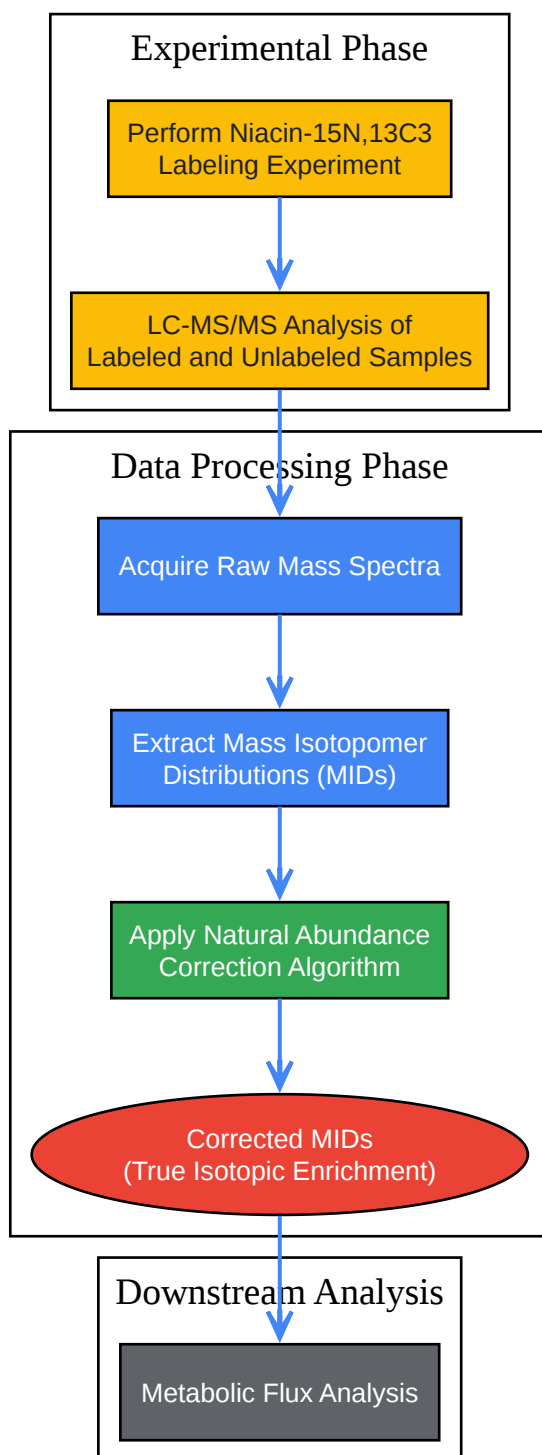 Experimental Phase
Perform Niacin-15N,13C3
Labeling Experiment
LC-MS/MS Analysis of
Labeled and Unlabeled Samples
Data Processing Phase
Acquire Raw Mass Spectra
Extract Mass Isotopomer
Distributions (MIDs)
Apply Natural Abundance
Correction Algorithm
Corrected MIDs
(True Isotopic Enrichment)
Downstream Analysis
Metabolic Flux Analysis